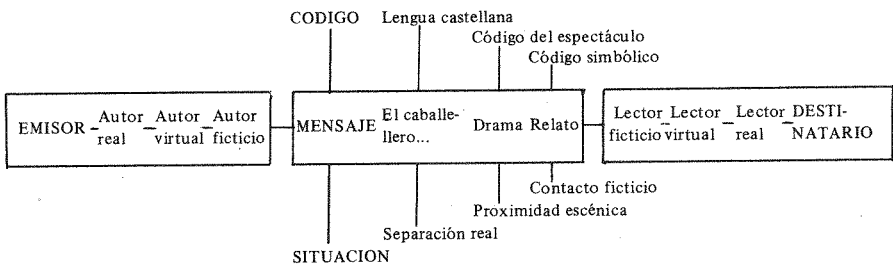 CODIGO Lengua castellana
Código del espectáculo
Código simbólico
EMISOR – Autor real – Autor virtual – Autor ficticio
MENSAJE El caballe-
llero... Drama Relato
Lector ficticio – Lector virtual – Lector real – DESTI-
NATARIO
Contacto ficticio
Proximidad escénica
Separación real
SITUACION